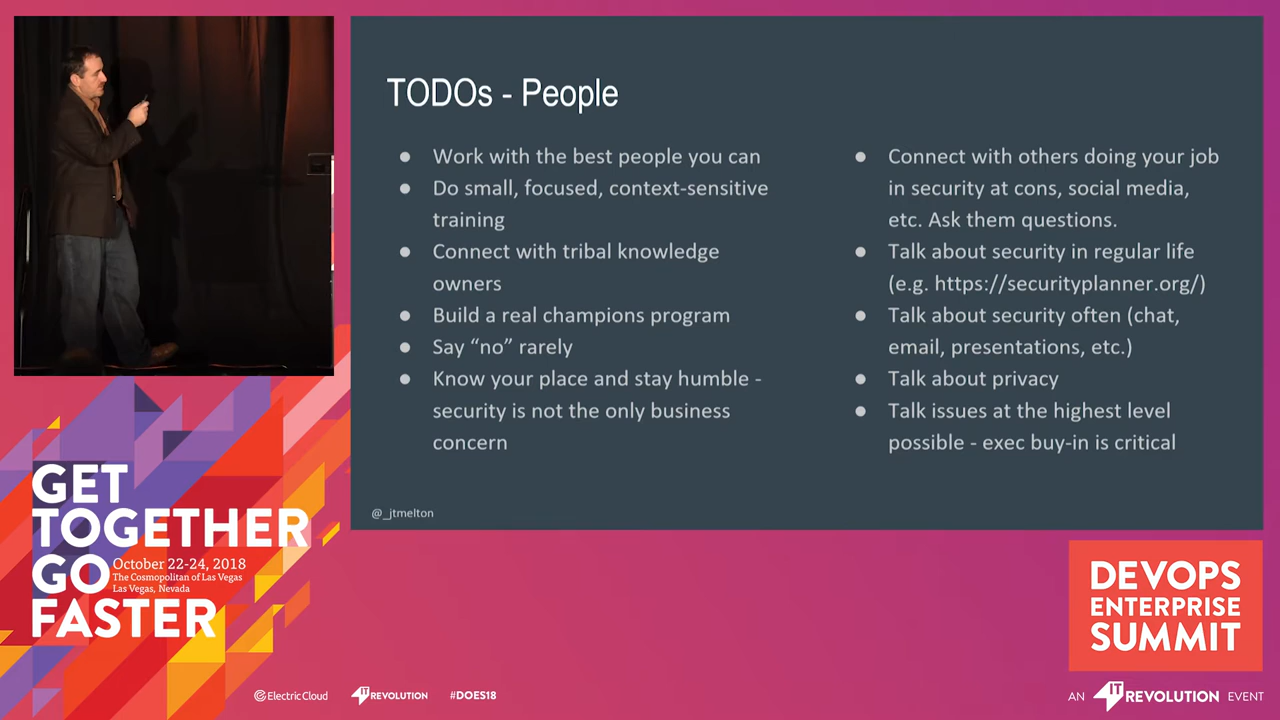 TODOs - People
● Work with the best people you can
● Do small, focused, context-sensitive
training
● Connect with tribal knowledge
owners
● Build a real champions program
● Say “no” rarely
● Know your place and stay humble -
security is not the only business
concern
● Connect with others doing your job
in security at cons, social media,
etc. Ask them questions.
● Talk about security in regular life
(e.g. https://securityplanner.org/)
● Talk about security often (chat,
email, presentations, etc.)
● Talk about privacy
● Talk issues at the highest level
possible - exec buy-in is critical
@_jtmelton
GET
TOGETHER
GO
FASTER
October 22-24, 2018
The Cosmopolitan of Las Vegas
Las Vegas, Nevada
DEVOPS
ENTERPRISE
SUMMIT
Electric Cloud
IT REVOLUTION
#DOES18
AN IT REVOLUTION EVENT